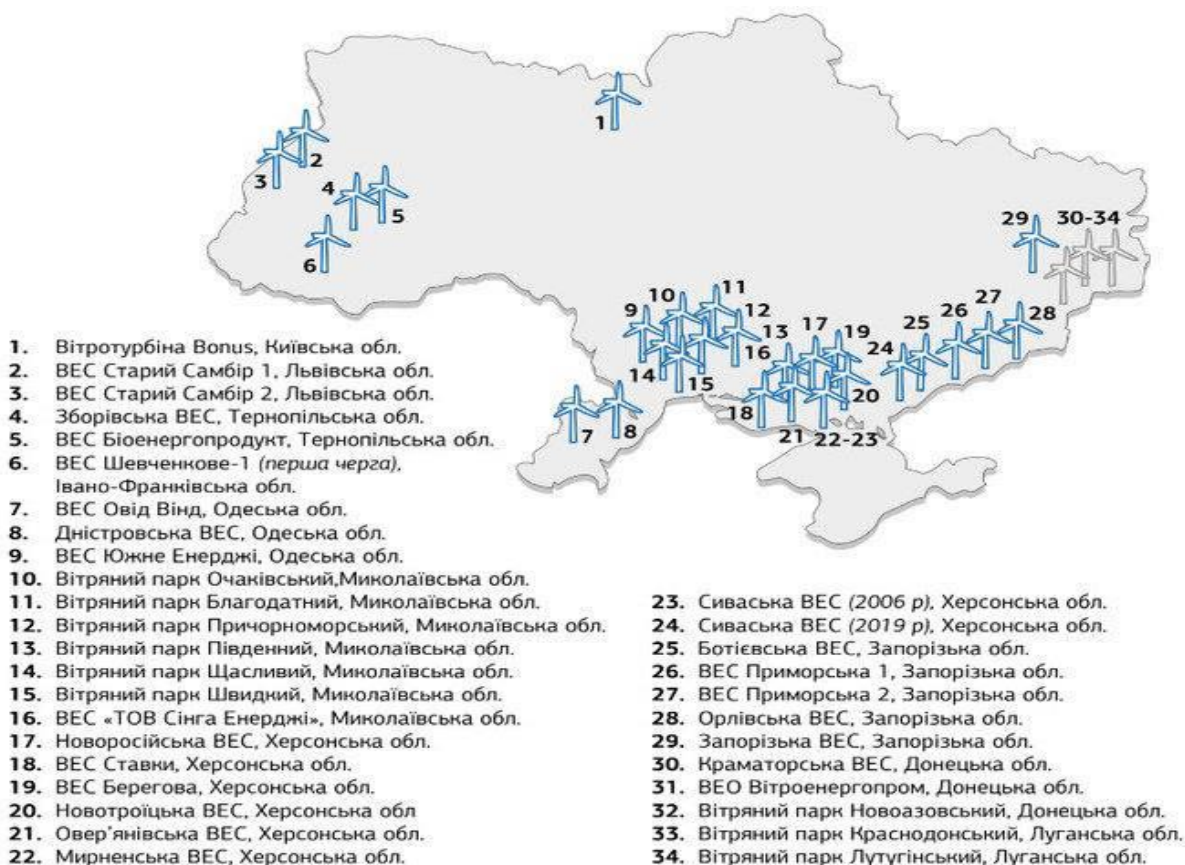 1
2
3
4
5
6
29
30-34
11
10
9
12
13
17
19
16
14
15
18
21
22-23
20
24
25
26
27
28
7
8
1. Вітротурбіна Bonus, Київська обл.
2. ВЕС Старий Самбір 1, Львівська обл.
3. ВЕС Старий Самбір 2, Львівська обл.
4. Зборівська ВЕС, Тернопільська обл.
5. ВЕС Біоенергопродукт, Тернопільська обл.
6. ВЕС Шевченкове-1 (перша черга),
Івано-Франківська обл.
7. ВЕС Овід Вінд, Одеська обл.
8. Дністровська ВЕС, Одеська обл.
9. ВЕС Южне Енерджі, Одеська обл.
10. Вітряний парк Очаківський,Миколаївська обл.
11. Вітряний парк Благодатний, Миколаївська обл.
12. Вітряний парк Причорноморський, Миколаївська обл.
13. Вітряний парк Південний, Миколаївська обл.
14. Вітряний парк Щасливий, Миколаївська обл.
15. Вітряний парк Швидкий, Миколаївська обл.
16. ВЕС «ТОВ Сінга Енерджі», Миколаївська обл.
17. Новоросійська ВЕС, Херсонська обл.
18. ВЕС Ставки, Херсонська обл.
19. ВЕС Берегова, Херсонська обл.
20. Новотроїцька ВЕС, Херсонська обл
21. Овер'янівська ВЕС, Херсонська обл.
22. Мирненська ВЕС, Херсонська обл.
23. Сиваська ВЕС (2006 р), Херсонська обл.
24. Сиваська ВЕС (2019 р), Херсонська обл.
25. Ботієвська ВЕС, Запорізька обл.
26. ВЕС Приморська 1, Запорізька обл.
27. ВЕС Приморська 2, Запорізька обл.
28. Орлівська ВЕС, Запорізька обл.
29. Запорізька ВЕС, Запорізька обл.
30. Краматорська ВЕС, Донецька обл.
31. ВЕО Вітроенергопром, Донецька обл.
32. Вітряний парк Новоазовський, Донецька обл.
33. Вітряний парк Краснодонський, Луганська обл.
34. Вітряний парк Лутугінський, Луганська обл.